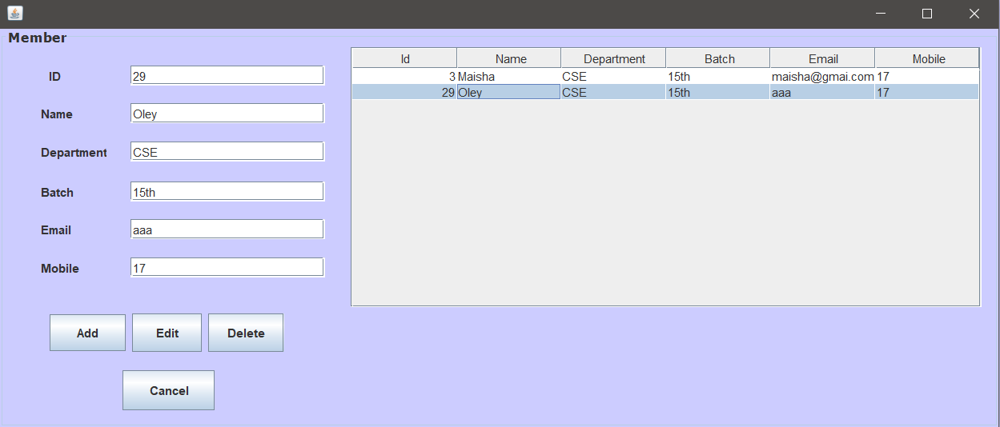 Member
ID 29
Name Oley
Department CSE
Batch 15th
Email aaa
Mobile 17
Add Edit Delete
Cancel
Id Name Department Batch Email Mobile
3 Maisha CSE 15th maisha@gmai.com 17
29 Oley CSE 15th aaa 17